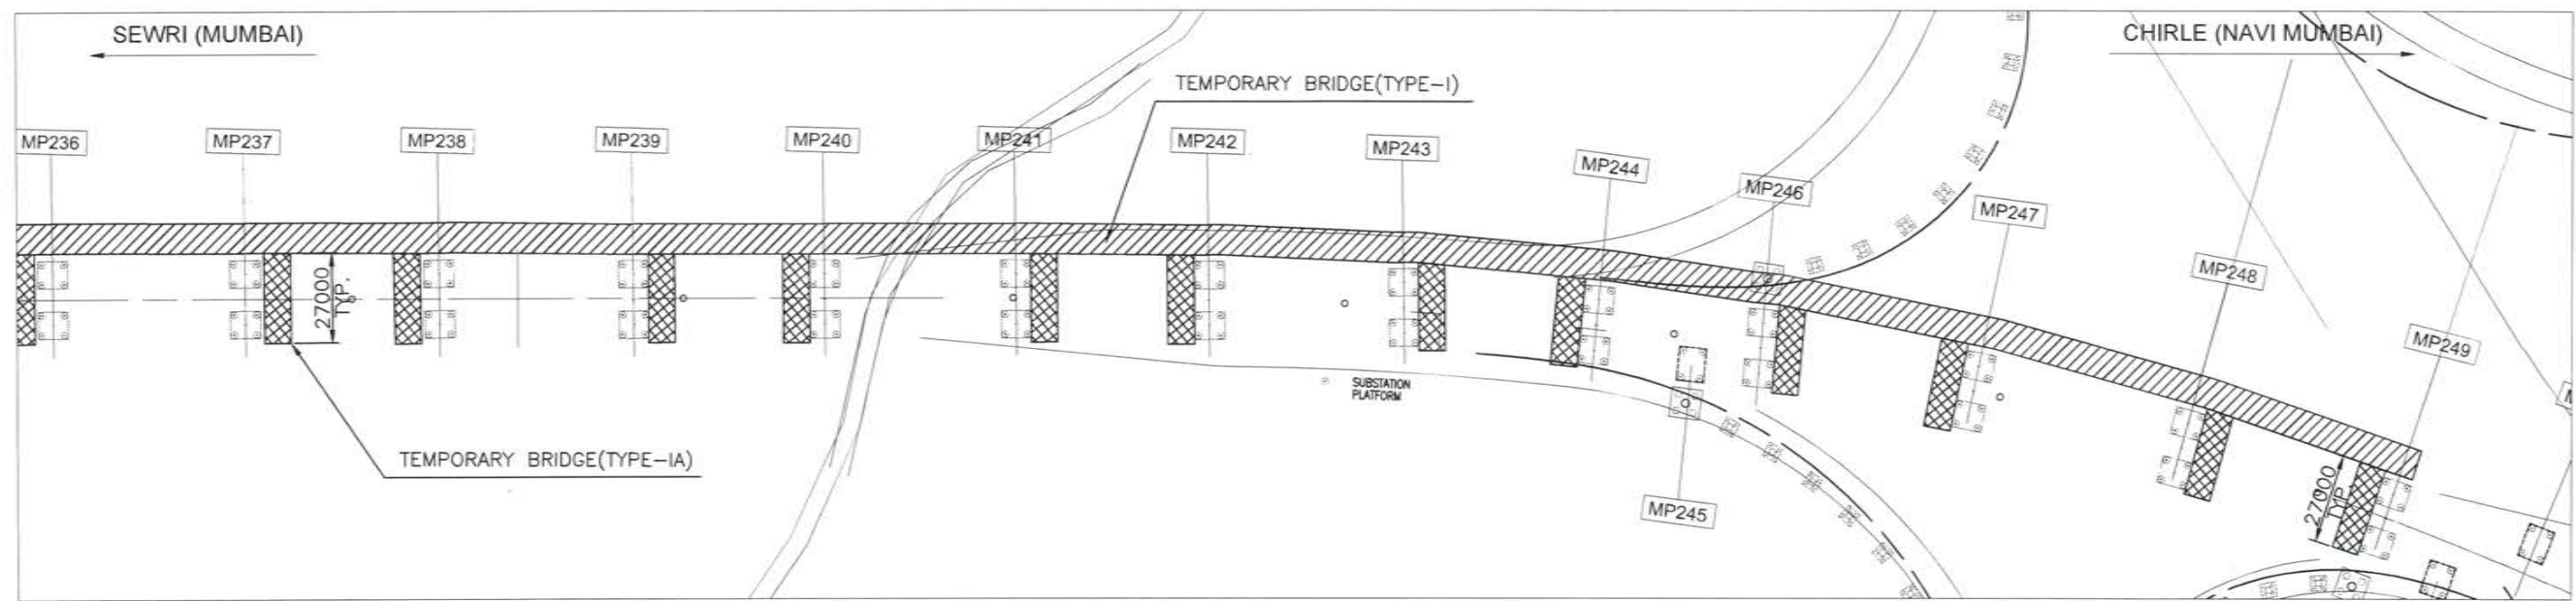 SEWRI (MUMBAI)
CHIRLE (NAVI MUMBAI)
TEMPORARY BRIDGE(TYPE-I)
MP236
MP237
MP238
MP239
MP240
MP241
MP242
MP243
MP244
MP246
MP247
MP248
MP249
27000
TYP.
SUBSTATION
PLATFORM
TEMPORARY BRIDGE(TYPE-IA)
MP245
27000
TYP.